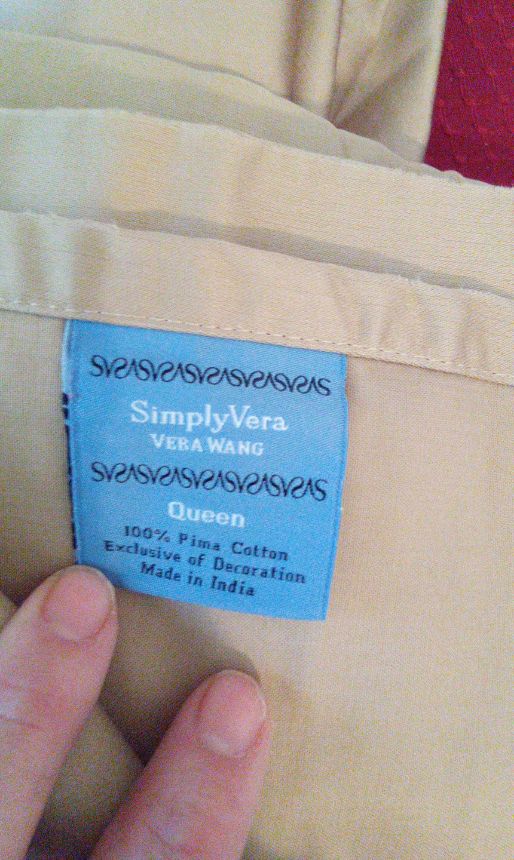 SimplyVera
VERA WANG
Queen
100% Pima Cotton
Exclusive of Decoration
Made in India